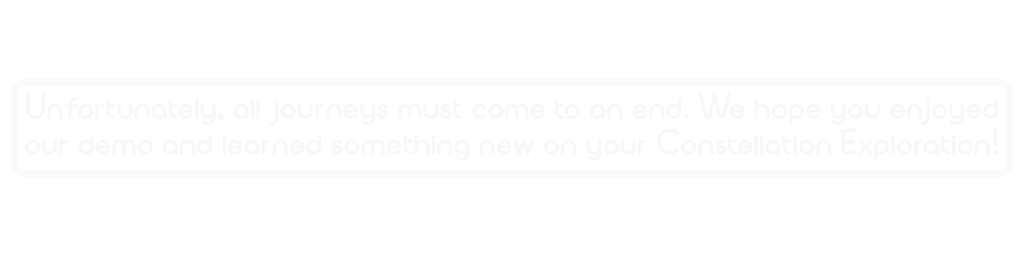 Unfortunately, all journeys must come to an end. We hope you enjoyed
our demo and learned something new on your Constellation Exploration!